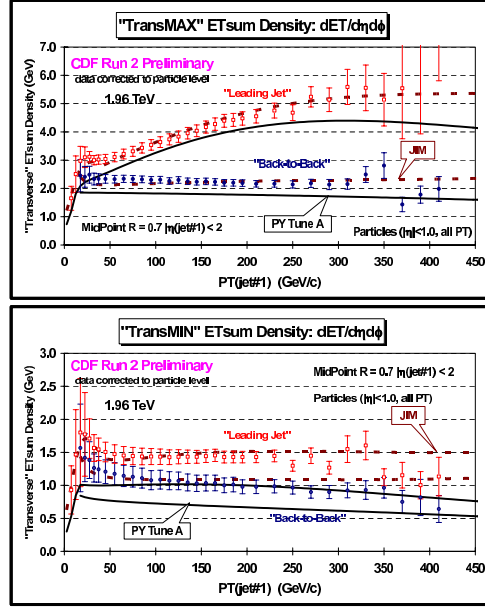 "TransMAX" ETsum Density: dET/dηdφ
"Transverse" ETsum Density (GeV)
7.0
6.0
5.0
4.0
3.0
2.0
1.0
0.0
CDF Run 2 Preliminary
data corrected to particle level
1.96 TeV
"Leading Jet"
"Back-to-Back"
JIM
PY Tune A
MidPoint R = 0.7 |η(jet#1) < 2
Particles (|η|<1.0, all PT)
0 50 100 150 200 250 300 350 400 450
PT(jet#1) (GeV/c)
"TransMIN" ETsum Density: dET/dηdφ
"Transverse" ETsum Density (GeV)
3.0
2.5
2.0
1.5
1.0
0.5
0.0
CDF Run 2 Preliminary
data corrected to particle level
1.96 TeV
MidPoint R = 0.7 |η(jet#1) < 2
Particles (|η|<1.0, all PT)
JIM
"Leading Jet"
PY Tune A
"Back-to-Back"
0 50 100 150 200 250 300 350 400 450
PT(jet#1) (GeV/c)